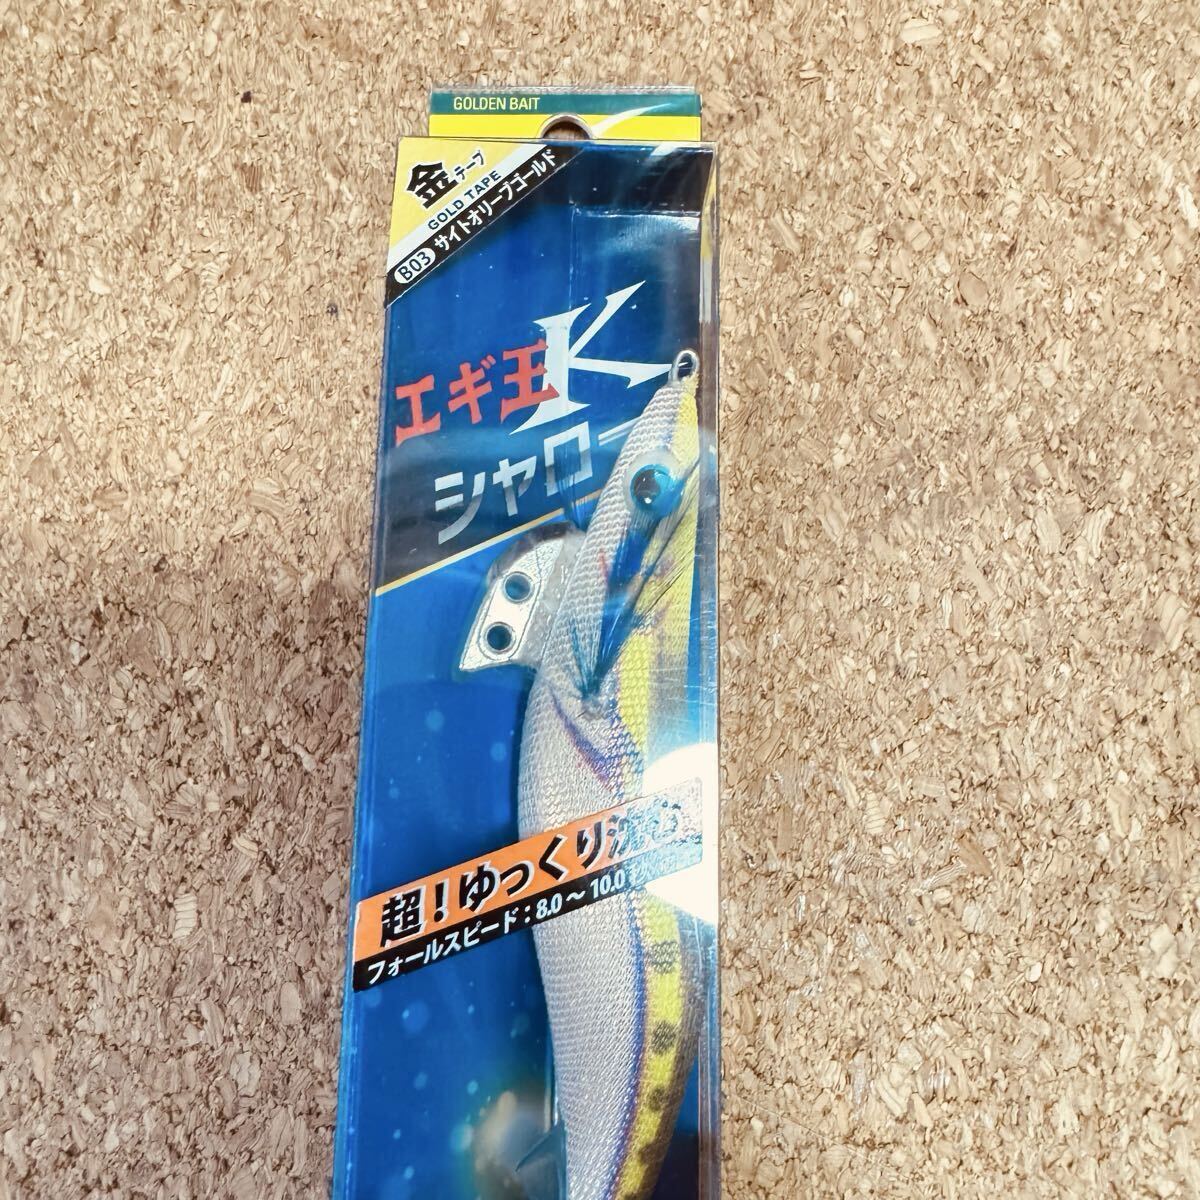 GOLDEN BAIT
金テープ
GOLD TAPE
B03 サイトオリーブゴールド
エギ王K
シャロー
超!ゆっくり沈む
フォールスピード:8.0〜10.0